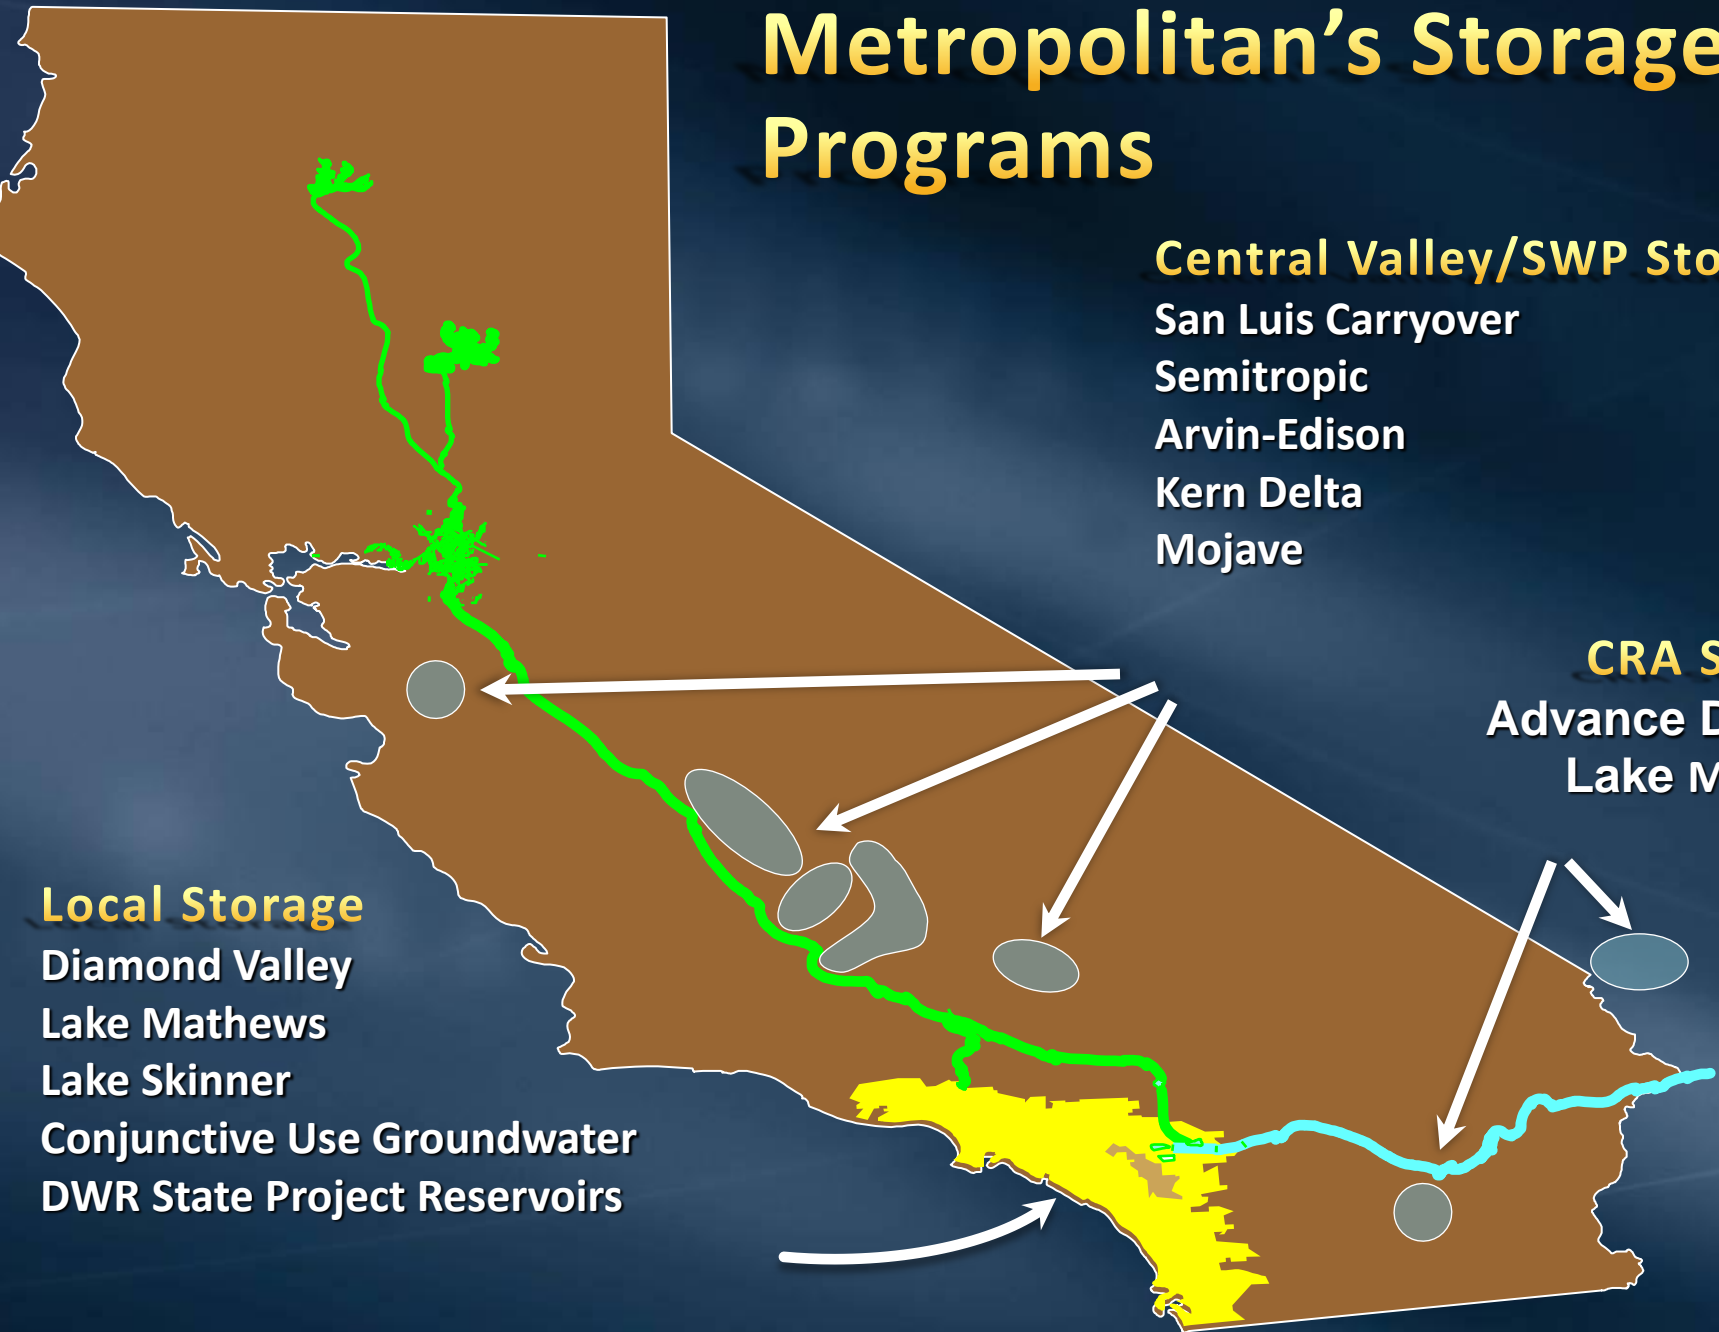 Metropolitan's Storage
Programs
Central Valley/SWP Sto
San Luis Carryover
Semitropic
Arvin-Edison
Kern Delta
Mojave
CRA S
Advance D
Lake M
Local Storage
Diamond Valley
Lake Mathews
Lake Skinner
Conjunctive Use Groundwater
DWR State Project Reservoirs